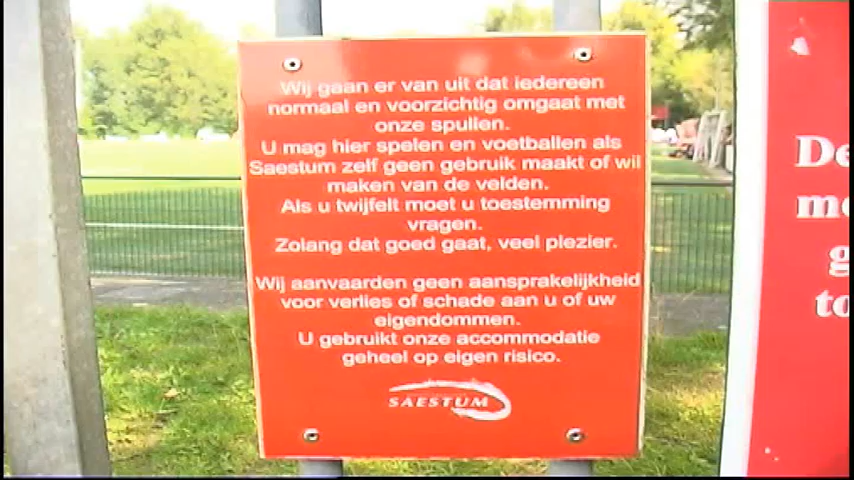 Wij gaan er van uit dat iedereen
normaal en voorzichtig omgaat met
onze spullen.
U mag hier spelen en voetballen als
Saestum zelf geen gebruik maakt of wil
maken van de velden.
Als u twijfelt moet u toestemming
vragen.
Zolang dat goed gaat, veel plezier.
Wij aanvaarden geen aansprakelijkheid
voor verlies of schade aan u of uw
eigendommen.
U gebruikt onze accommodatie
geheel op eigen risico.
SAESTUM